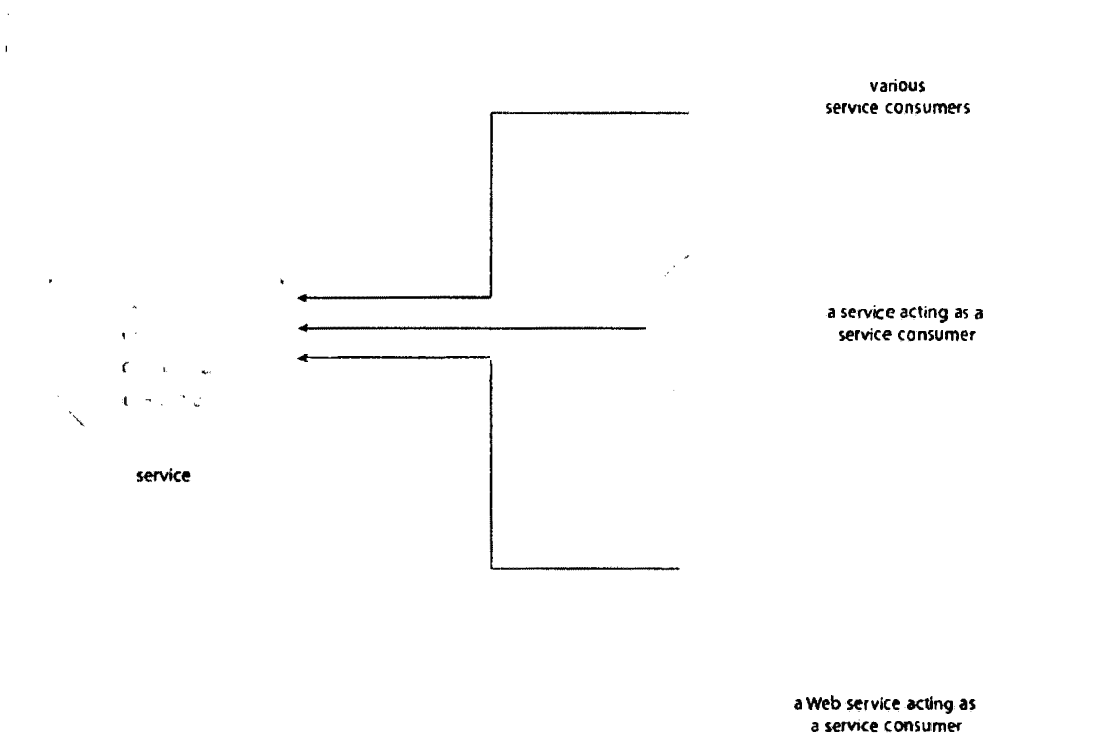 various
service consumers
a service acting as a
service consumer
service
a Web service acting as
a service consumer